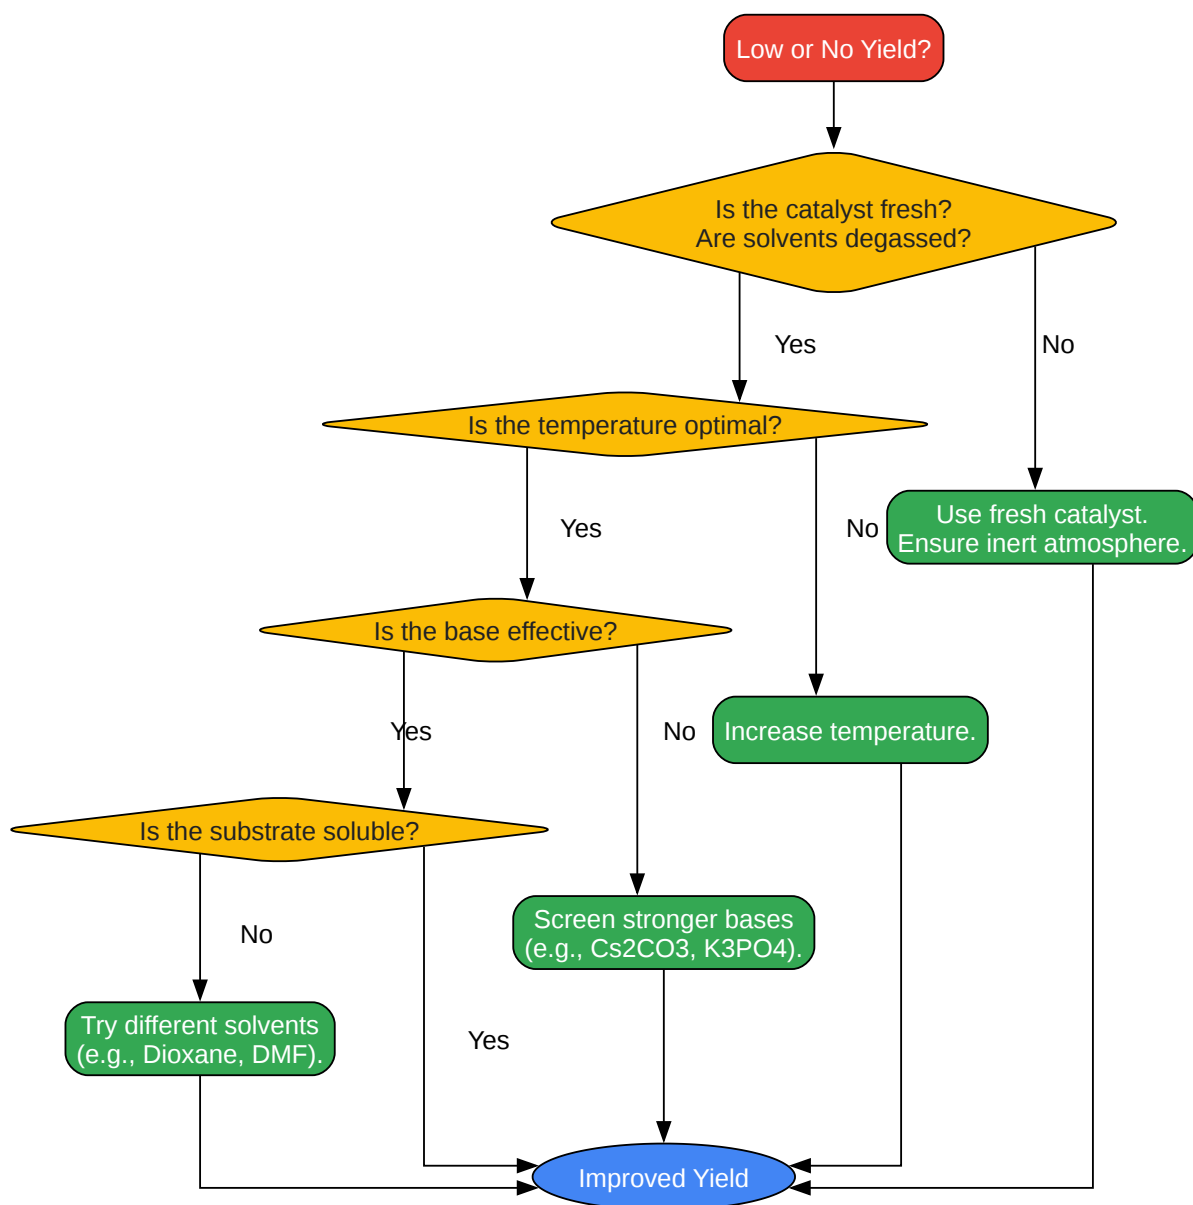 Low or No Yield?
Is the catalyst fresh?
Are solvents degassed?
Yes
No
Is the temperature optimal?
Use fresh catalyst.
Ensure inert atmosphere.
Yes
No
Is the base effective?
Yes
No
Increase temperature.
Is the substrate soluble?
Screen stronger bases
(e.g., Cs2CO3, K3PO4).
No
Try different solvents
(e.g., Dioxane, DMF).
Yes
Improved Yield